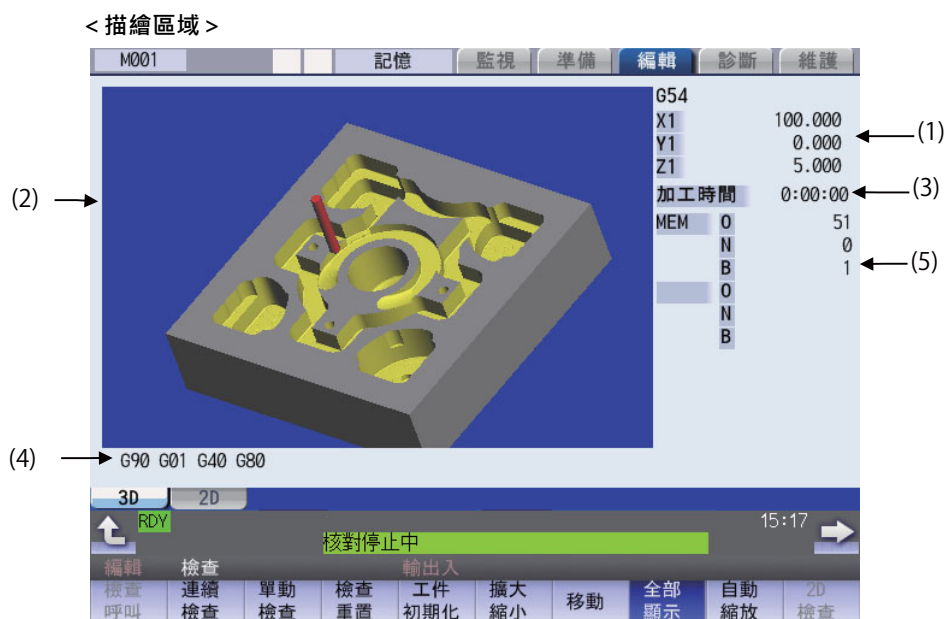 <描繪區域>
M001 記憶 監視 準備 編輯 診斷 維護
G54
X1 100.000
Y1 0.000
Z1 5.000
(1)
(2)
加工時間 0:00:00
(3)
MEM O 51
N 0
B 1
(5)
O
N
B
(4)
G90 G01 G40 G80
3D 2D
RDY
15:17
核對停止中
編輯 檢查 輸出入
檢查 連續 單動 檢查 工件 擴大 移動 全部 自動 2D
呼叫 檢查 檢查 重置 初期化 縮小 顯示 縮放 檢查